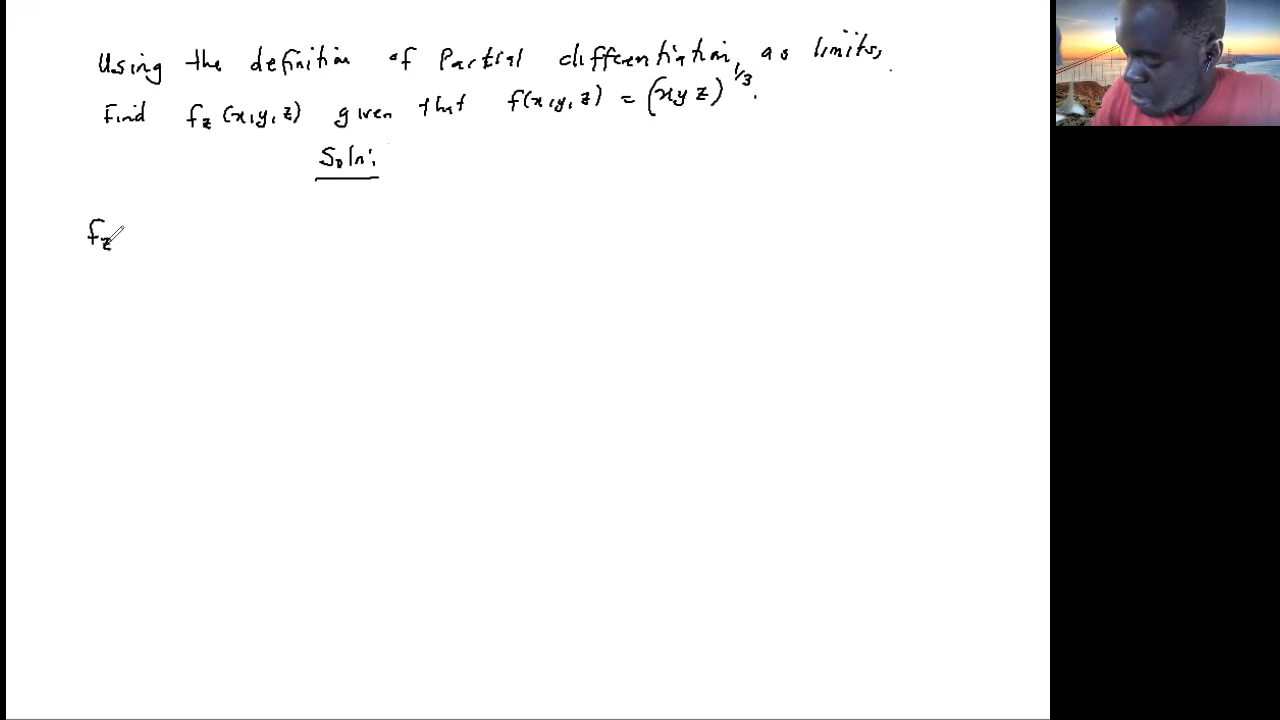 Using the definition of Partial differentiation, as limits,
Find f_z (x, y, z) given that f(x, y, z) = (xyz)^{1/3}.
Soln:
f_z